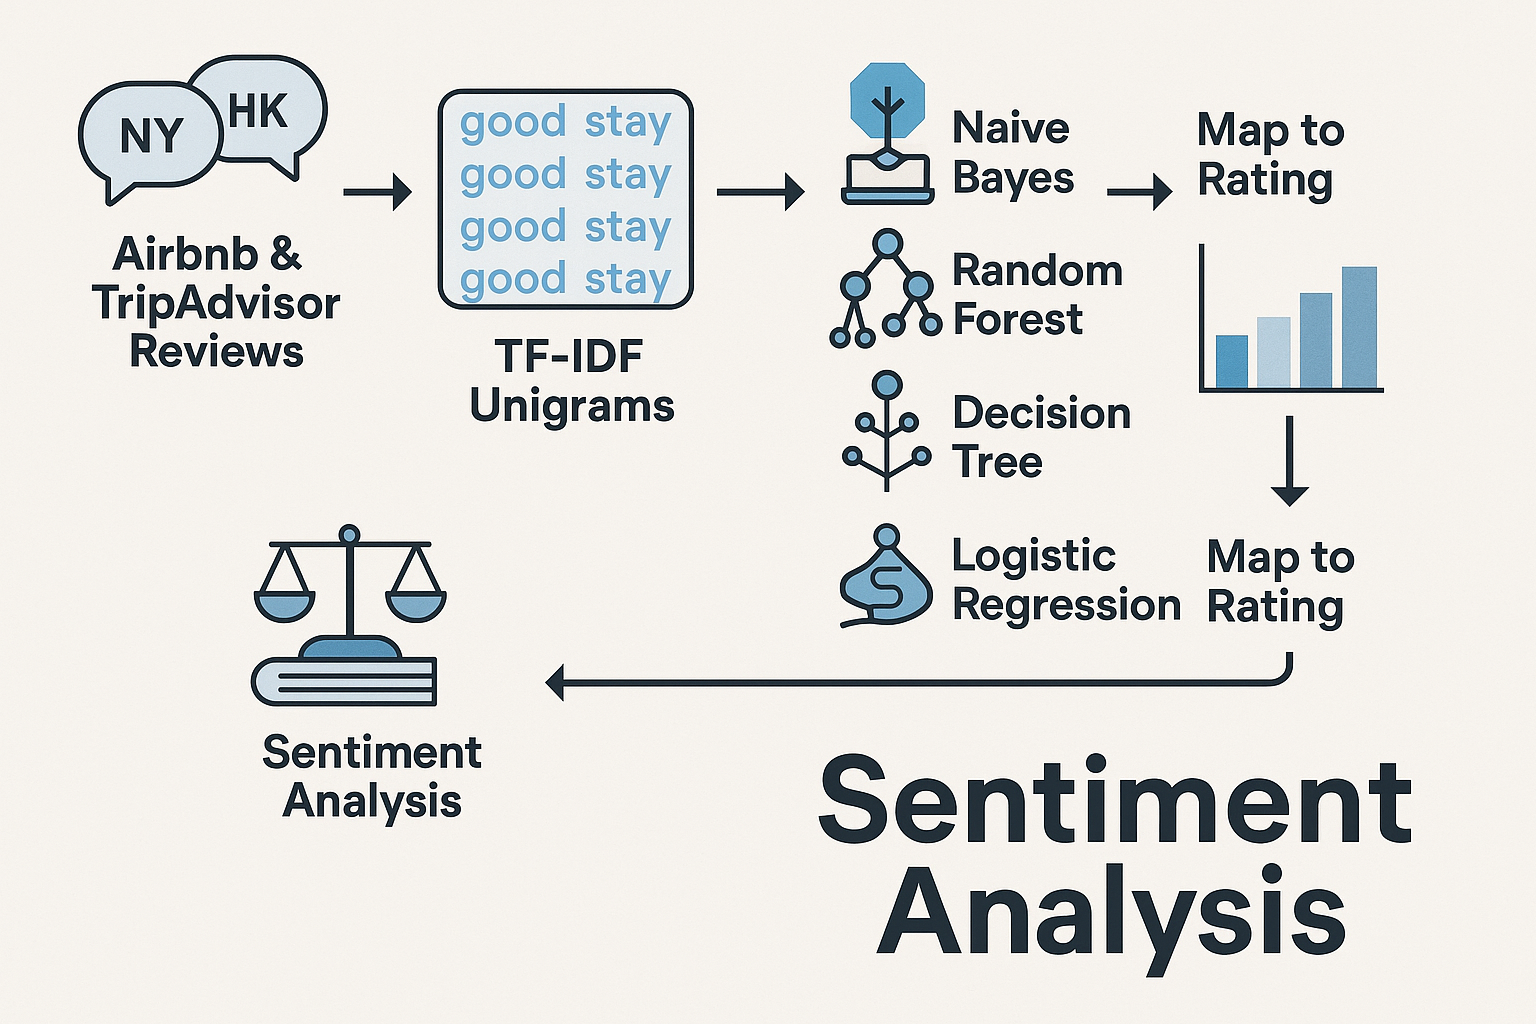 NY
HK
Airbnb &
TripAdvisor
Reviews
good stay
good stay
good stay
good stay
TF-IDF
Unigrams
Naive
Bayes
Random
Forest
Decision
Tree
Logistic
Regression
Map to
Rating
Map to
Rating
Sentiment
Analysis
Sentiment
Analysis